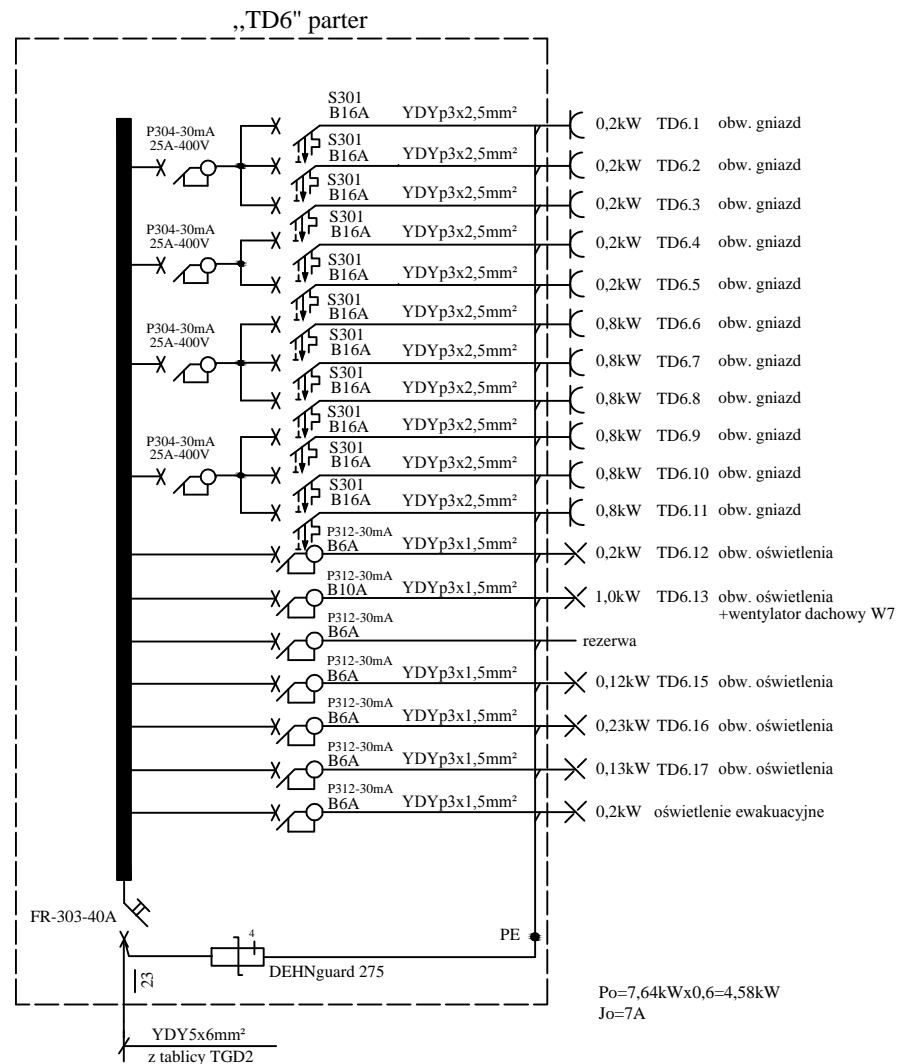 ,,TD6" parter
S301
B16A YDYp3x2,5mm² 0,2kW TD6.1 obw. gniazd
P304-30mA
25A-400V
S301
B16A YDYp3x2,5mm² 0,2kW TD6.2 obw. gniazd
S301
B16A YDYp3x2,5mm² 0,2kW TD6.3 obw. gniazd
P304-30mA
25A-400V
S301
B16A YDYp3x2,5mm² 0,2kW TD6.4 obw. gniazd
S301
B16A YDYp3x2,5mm² 0,2kW TD6.5 obw. gniazd
P304-30mA
25A-400V
S301
B16A YDYp3x2,5mm² 0,8kW TD6.6 obw. gniazd
S301
B16A YDYp3x2,5mm² 0,8kW TD6.7 obw. gniazd
S301
B16A YDYp3x2,5mm² 0,8kW TD6.8 obw. gniazd
P304-30mA
25A-400V
S301
B16A YDYp3x2,5mm² 0,8kW TD6.9 obw. gniazd
S301
B16A YDYp3x2,5mm² 0,8kW TD6.10 obw. gniazd
S301
B16A YDYp3x2,5mm² 0,8kW TD6.11 obw. gniazd
P312-30mA
B6A YDYp3x1,5mm² 0,2kW TD6.12 obw. oświetlenia
P312-30mA
B10A YDYp3x1,5mm² 1,0kW TD6.13 obw. oświetlenia
+wentylator dachowy W7
P312-30mA
B6A rezerwa
P312-30mA
B6A YDYp3x1,5mm² 0,12kW TD6.15 obw. oświetlenia
P312-30mA
B6A YDYp3x1,5mm² 0,23kW TD6.16 obw. oświetlenia
P312-30mA
B6A YDYp3x1,5mm² 0,13kW TD6.17 obw. oświetlenia
P312-30mA
B6A YDYp3x1,5mm² 0,2kW oświetlenie ewakuacyjne
FR-303-40A
4
PE
DEHNguard 275
23
Po=7,64kWx0,6=4,58kW
Jo=7A
YDY5x6mm²
z tablicy TGD2